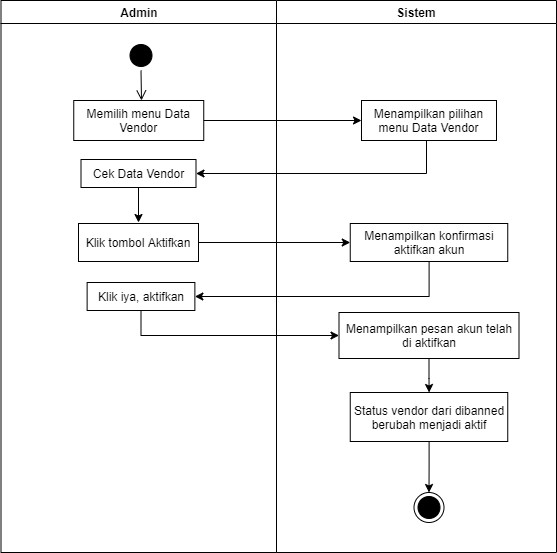 Admin
Sistem
Memilih menu Data
Vendor
Menampilkan pilihan
menu Data Vendor
Cek Data Vendor
Klik tombol Aktifkan
Menampilkan konfirmasi
aktifkan akun
Klik iya, aktifkan
Menampilkan pesan akun telah
di aktifkan
Status vendor dari dibanned
berubah menjadi aktif